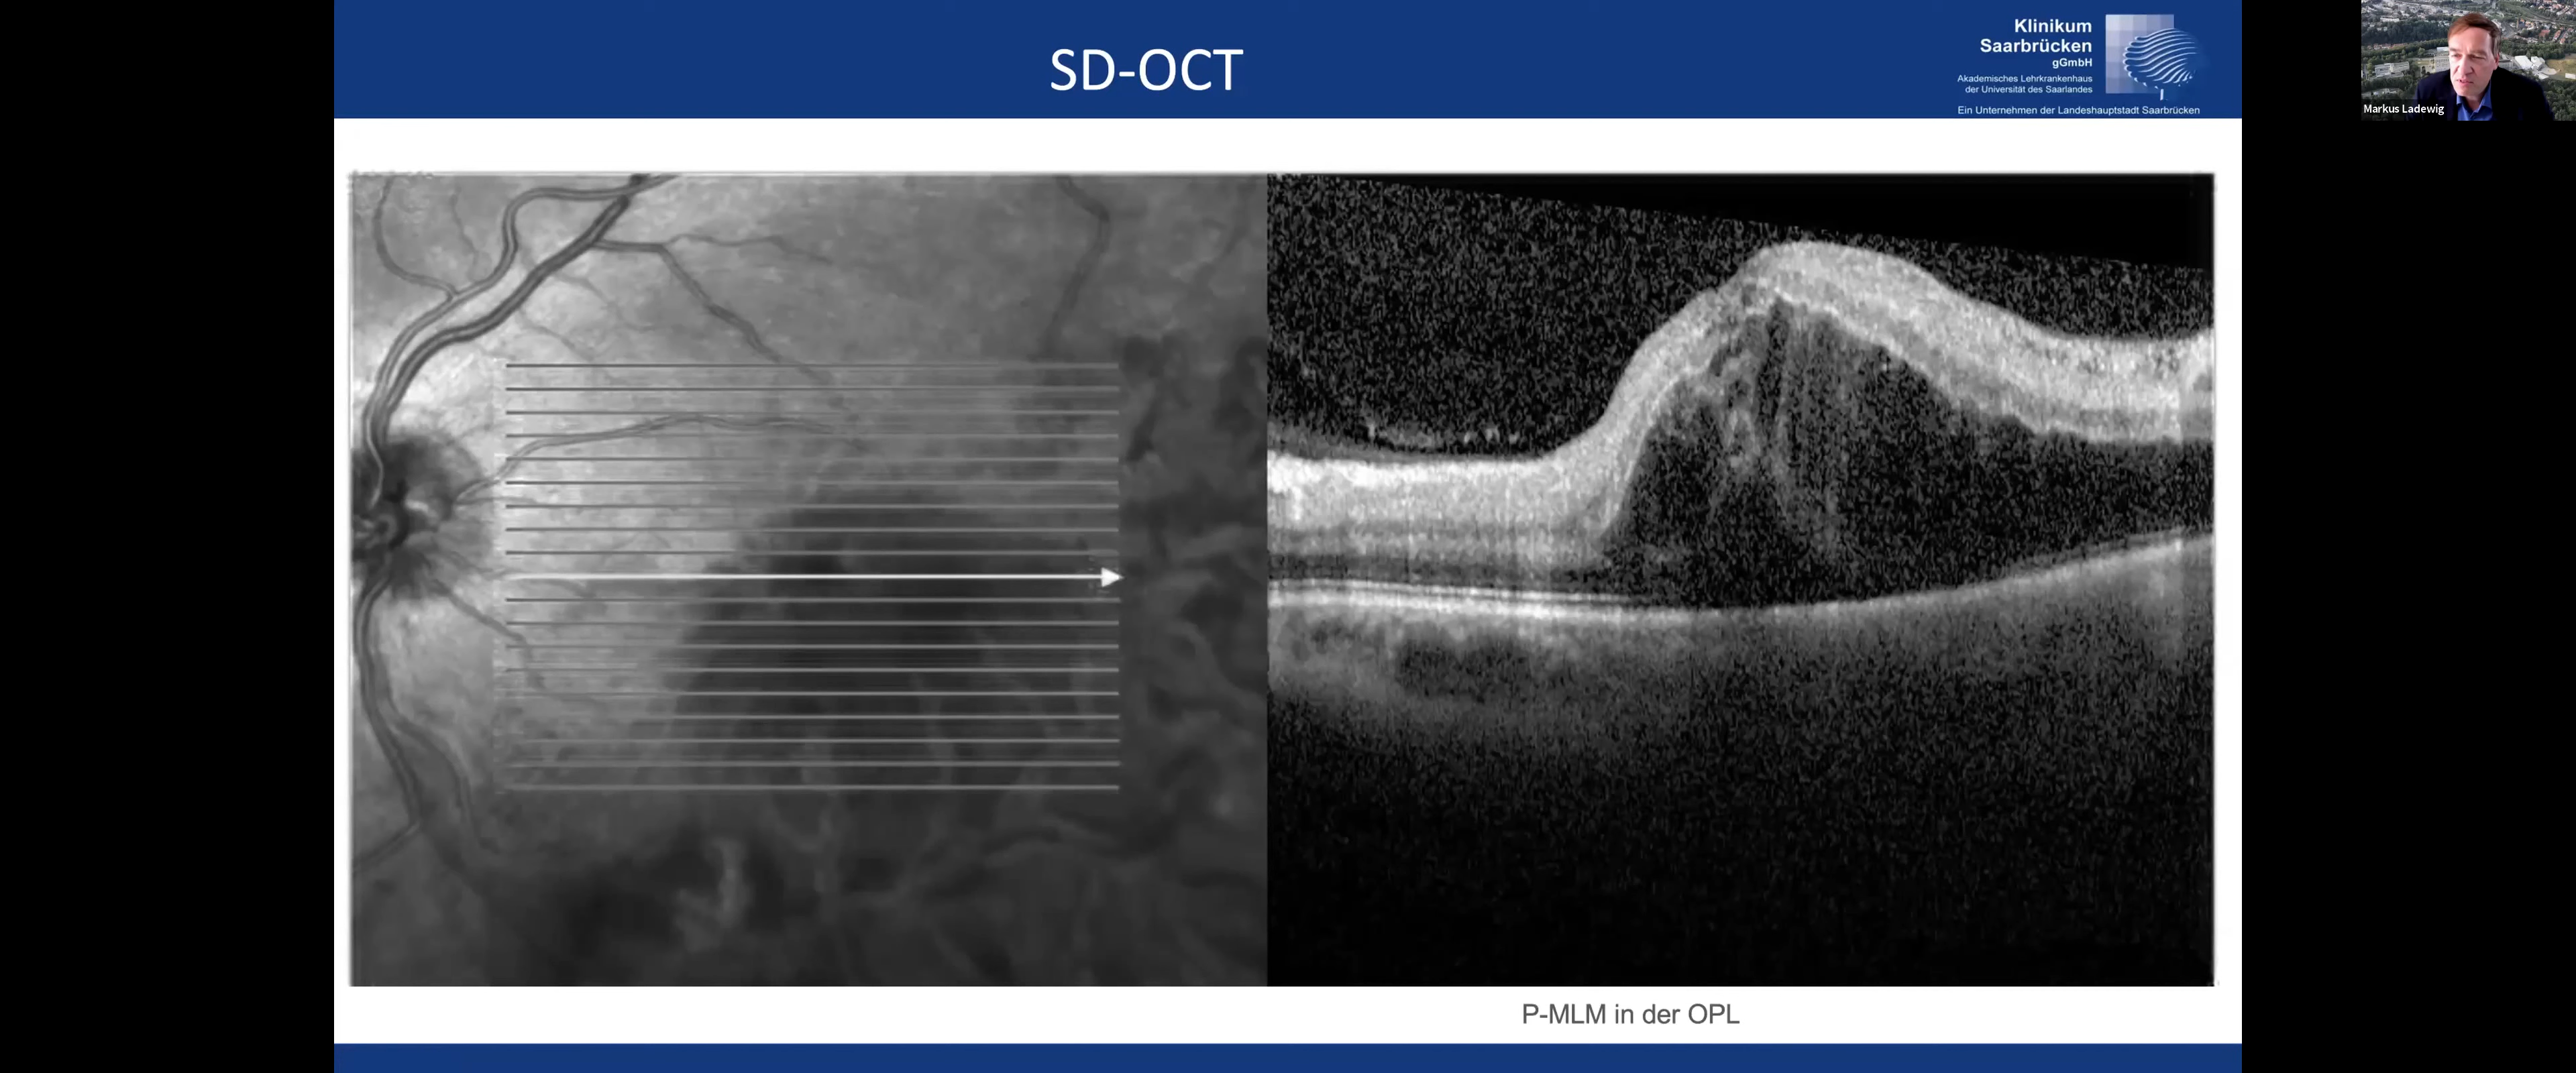 SD-OCT
Klinikum
Saarbrücken
gGmbH
Akademisches Lehrkrankenhaus
der Universität des Saarlandes
Ein Unternehmen der Landeshauptstadt Saarbrücken
Markus Ladewig
P-MLM in der OPL